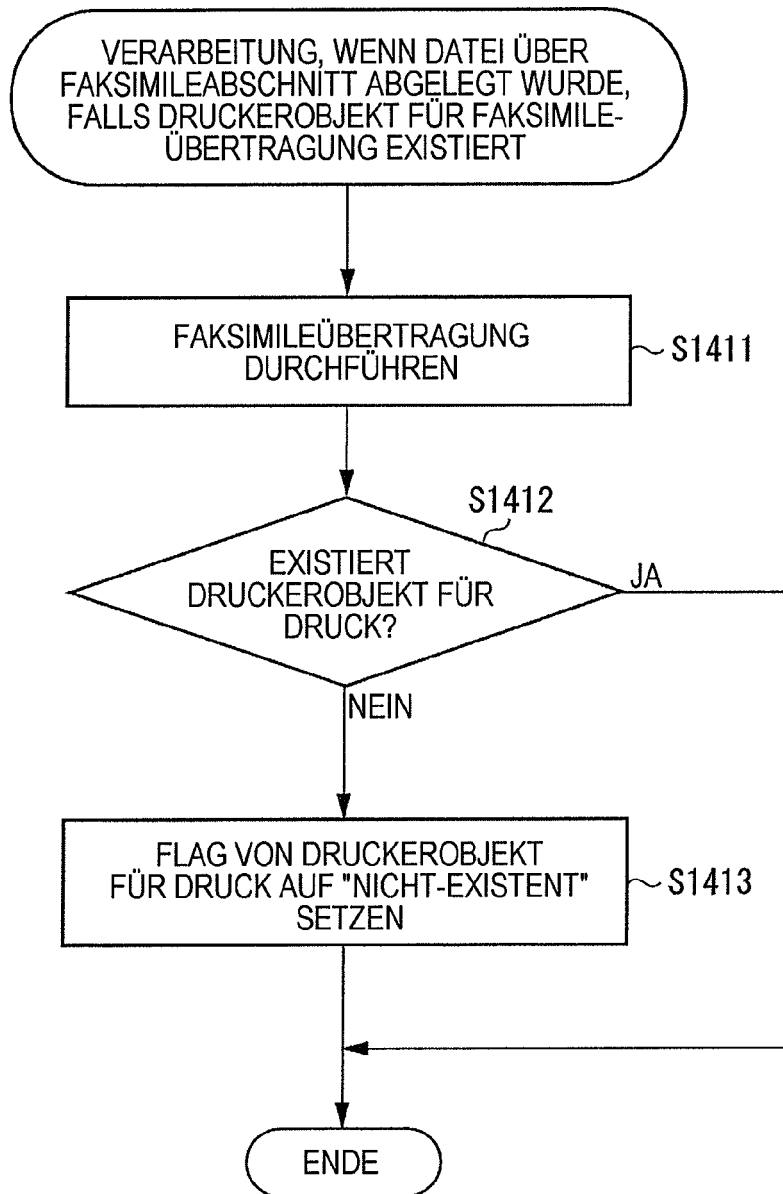 VERARBEITUNG, WENN DATEI ÜBER
FAKSIMILEABSCHNITT ABGELEGT WURDE,
FALLS DRUCKEROBJEKT FÜR FAKSIMILE-
ÜBERTRAGUNG EXISTIERT
FAKSIMILEÜBERTRAGUNG
DURCHFÜHREN
S1411
S1412
EXISTIERT
DRUCKEROBJEKT FÜR
DRUCK?
JA
NEIN
FLAG VON DRUCKEROBJEKT
FÜR DRUCK AUF "NICHT-EXISTENT"
SETZEN
S1413
ENDE